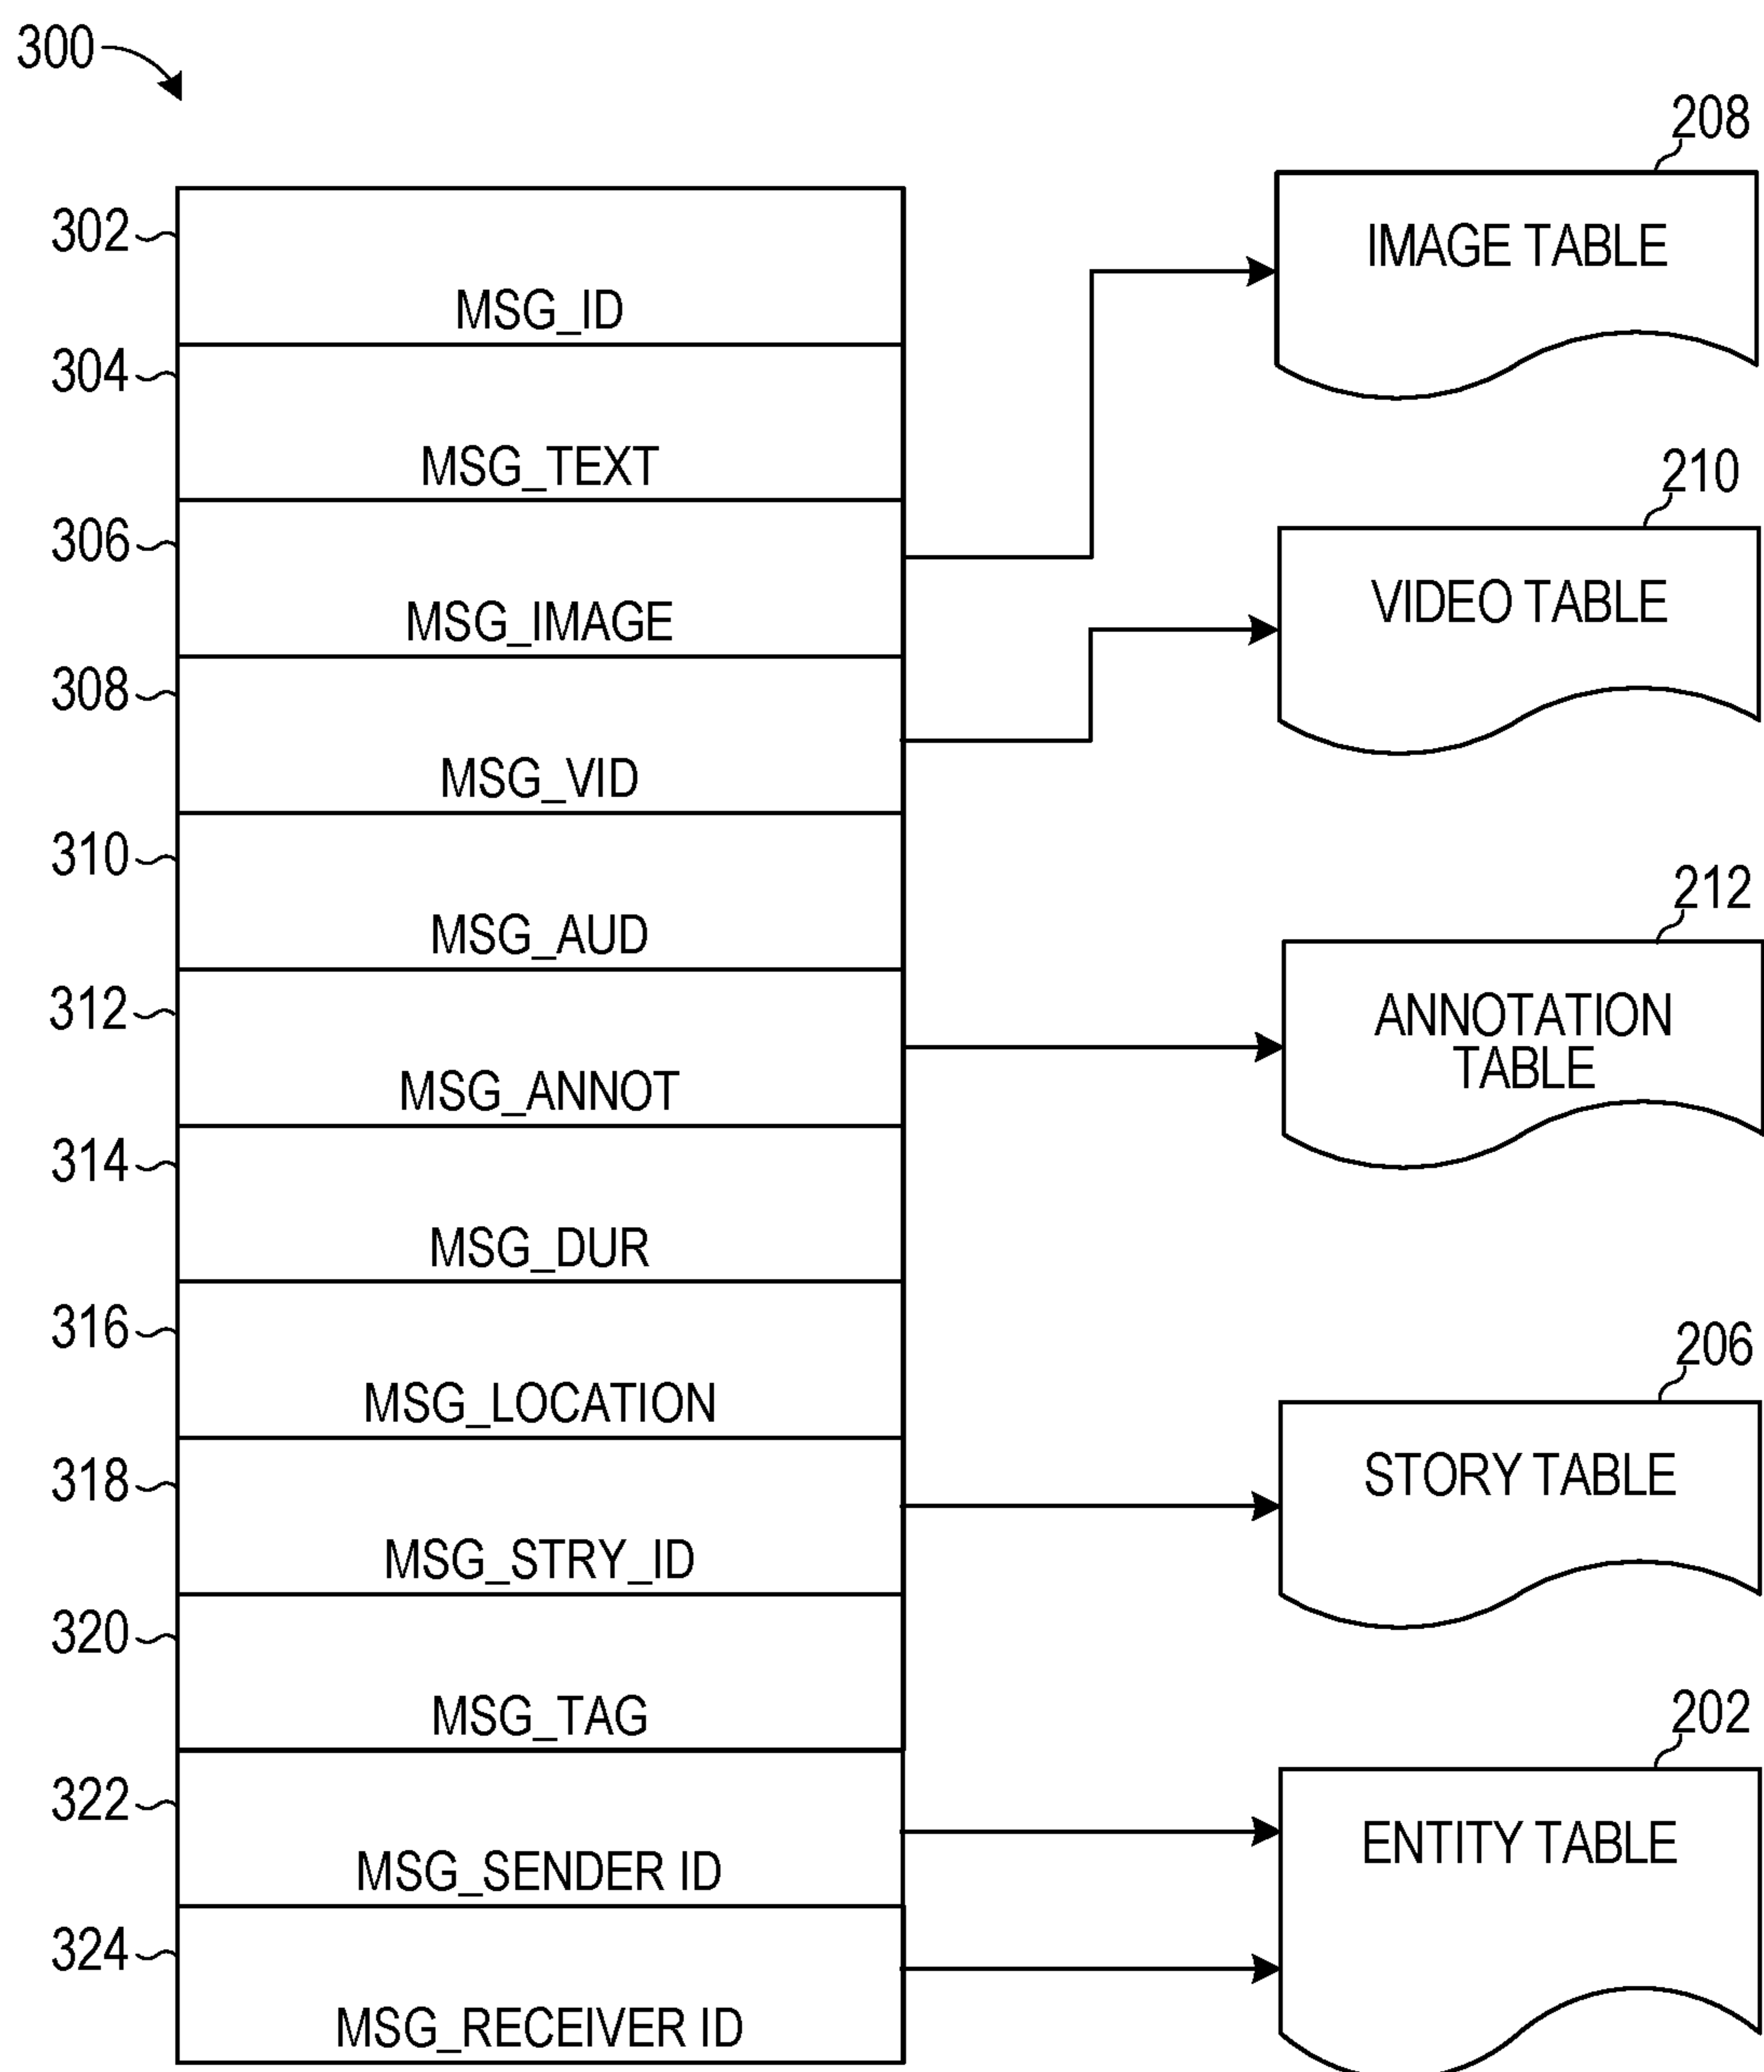 300
302
MSG_ID
304
MSG_TEXT
306
MSG_IMAGE
308
MSG_VID
310
MSG_AUD
312
MSG_ANNOT
314
MSG_DUR
316
MSG_LOCATION
318
MSG_STRY_ID
320
MSG_TAG
322
MSG_SENDER ID
324
MSG_RECEIVER ID
208
IMAGE TABLE
210
VIDEO TABLE
212
ANNOTATION
TABLE
206
STORY TABLE
202
ENTITY TABLE